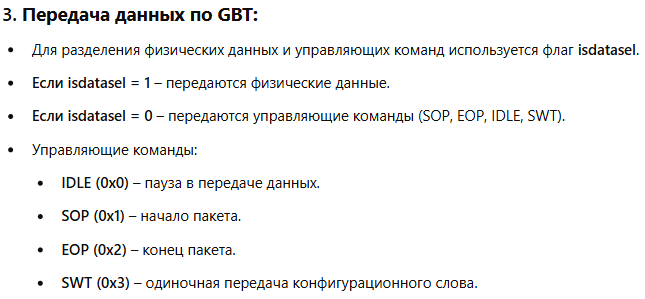 3. Передача данных по GBT:
• Для разделения физических данных и управляющих команд используется флаг isdatasel.
• Если isdatasel = 1 – передаются физические данные.
• Если isdatasel = 0 – передаются управляющие команды (SOP, EOP, IDLE, SWT).
• Управляющие команды:
• IDLE (0x0) – пауза в передаче данных.
• SOP (0x1) – начало пакета.
• EOP (0x2) – конец пакета.
• SWT (0x3) – одиночная передача конфигурационного слова.